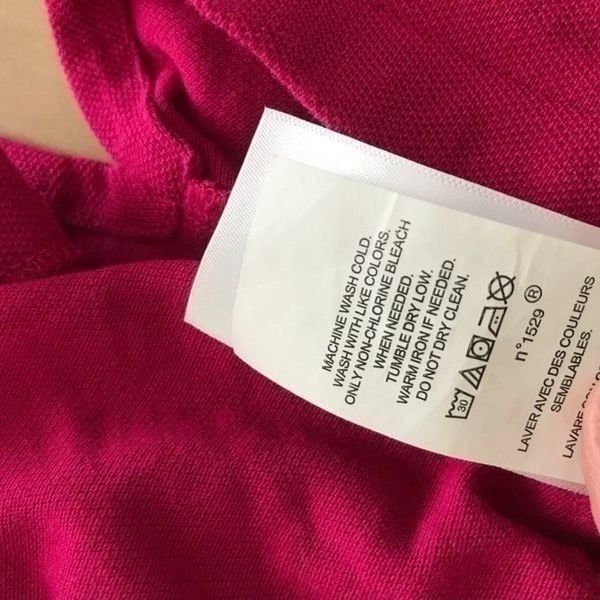 MACHINE WASH COLD.
WASH WITH LIKE COLORS.
ONLY NON-CHLORINE BLEACH
WHEN NEEDED.
TUMBLE DRY LOW.
WARM IRON IF NEEDED.
DO NOT DRY CLEAN.
30
n°1529 ®
LAVER AVEC DES COULEURS
SEMBLABLES.